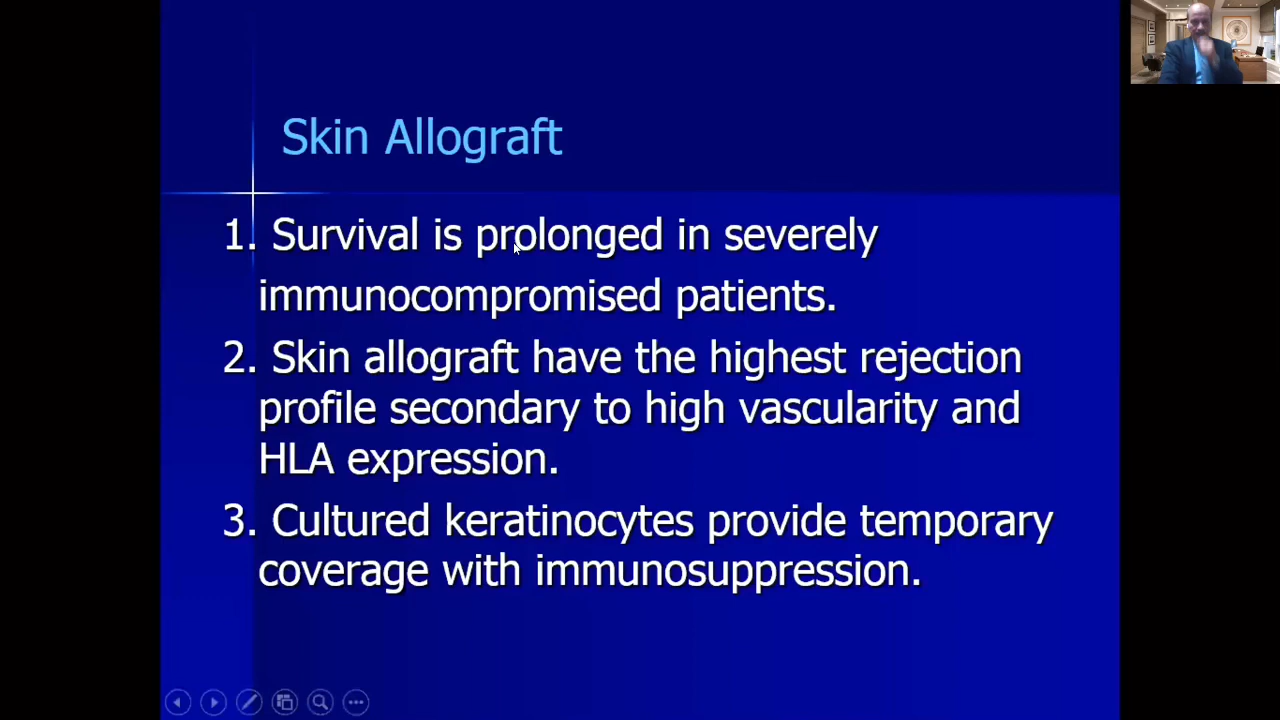 Skin Allograft
1. Survival is prolonged in severely
immunocompromised patients.
2. Skin allograft have the highest rejection
profile secondary to high vascularity and
HLA expression.
3. Cultured keratinocytes provide temporary
coverage with immunosuppression.